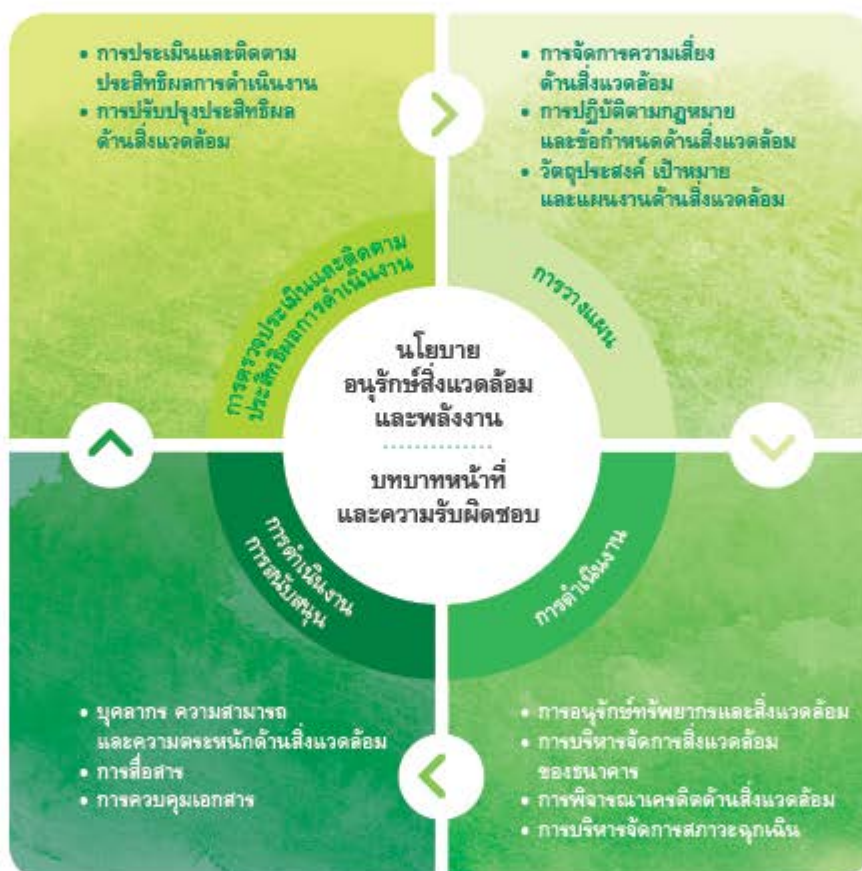 • การประเมินและติดตาม
ประสิทธิผลการดำเนินงาน
• การปรับปรุงประสิทธิผล
ด้านสิ่งแวดล้อม
• การจัดการความเสี่ยง
ด้านสิ่งแวดล้อม
• การปฏิบัติตามกฎหมาย
และข้อกำหนดด้านสิ่งแวดล้อม
• วัตถุประสงค์ เป้าหมาย
และแผนงานด้านสิ่งแวดล้อม
การตรวจประเมินและติดตาม
ประสิทธิผลการดำเนินงาน
การวางแผน
นโยบาย
อนุรักษ์สิ่งแวดล้อม
และพลังงาน
บทบาทหน้าที่
และความรับผิดชอบ
การดำเนินงาน
การสนับสนุน
การดำเนินงาน
• บุคลากร ความสามารถ
และความตระหนักด้านสิ่งแวดล้อม
• การสื่อสาร
• การควบคุมเอกสาร
• การอนุรักษ์ทรัพยากรและสิ่งแวดล้อม
• การบริหารจัดการสิ่งแวดล้อม
ของธนาคาร
• การพิจารณาเครดิตด้านสิ่งแวดล้อม
• การบริหารจัดการสภาวะฉุกเฉิน